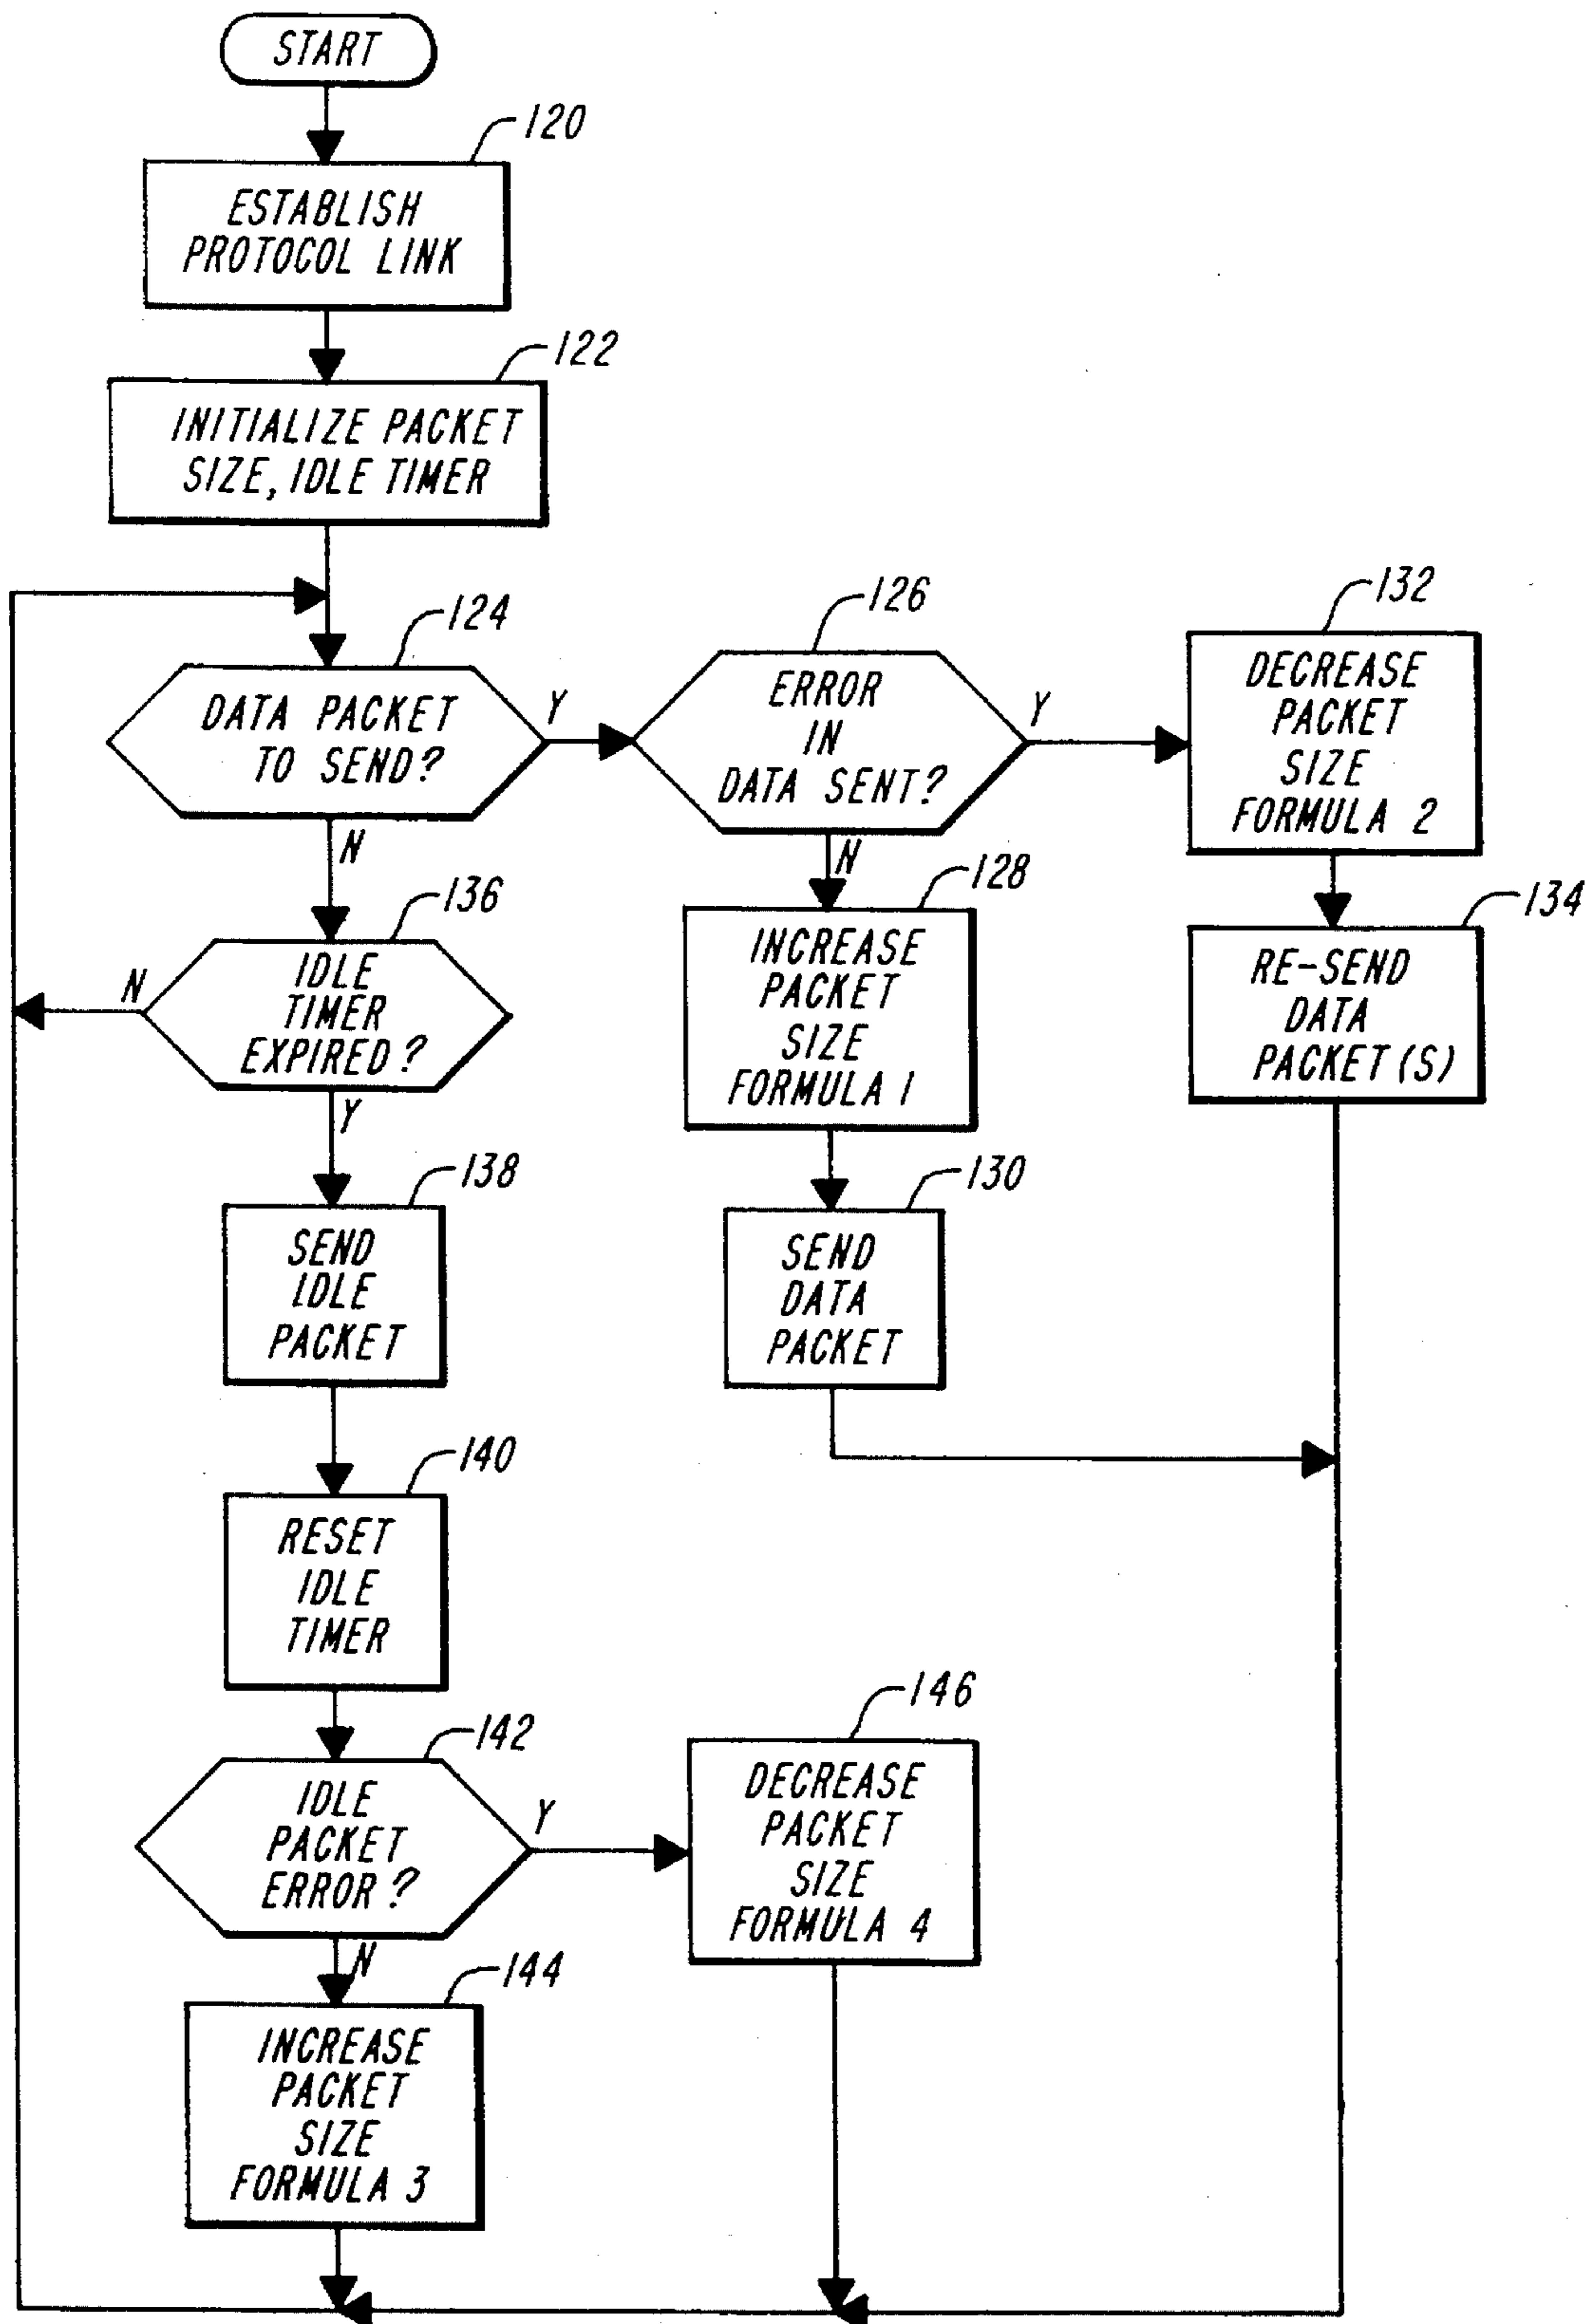 START
120
ESTABLISH
PROTOCOL LINK
122
INITIALIZE PACKET
SIZE, IDLE TIMER
124
DATA PACKET
TO SEND?
Y
N
126
ERROR
IN
DATA SENT?
Y
N
132
DECREASE
PACKET
SIZE
FORMULA 2
134
RE-SEND
DATA
PACKET(S)
128
INCREASE
PACKET
SIZE
FORMULA 1
130
SEND
DATA
PACKET
136
IDLE
TIMER
EXPIRED?
N
Y
138
SEND
IDLE
PACKET
140
RESET
IDLE
TIMER
142
IDLE
PACKET
ERROR?
Y
N
146
DECREASE
PACKET
SIZE
FORMULA 4
144
INCREASE
PACKET
SIZE
FORMULA 3